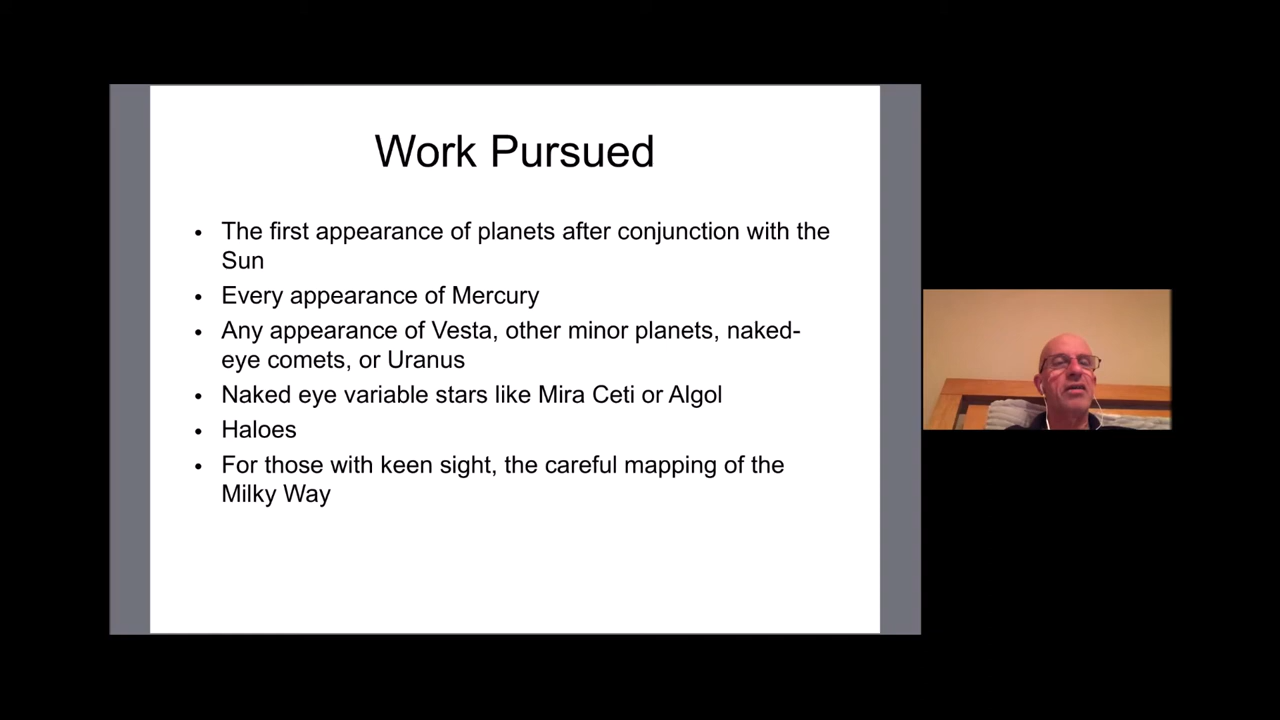 Work Pursued
• The first appearance of planets after conjunction with the
Sun
• Every appearance of Mercury
• Any appearance of Vesta, other minor planets, naked-
eye comets, or Uranus
• Naked eye variable stars like Mira Ceti or Algol
• Haloes
• For those with keen sight, the careful mapping of the
Milky Way